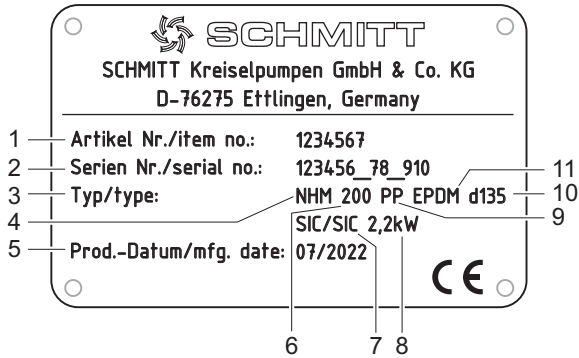 SCHMITT
SCHMITT Kreiselpumpen GmbH & Co. KG
D-76275 Ettlingen, Germany
1 Artikel Nr./item no.: 1234567
2 Serien Nr./serial no.: 123456__78_910 11
3 Typ/type: NHM 200 PP EPDM d135 10
4 SIC/SIC 2,2kW 9
5 Prod.-Datum/mfg. date: 07/2022
CE
6 7 8